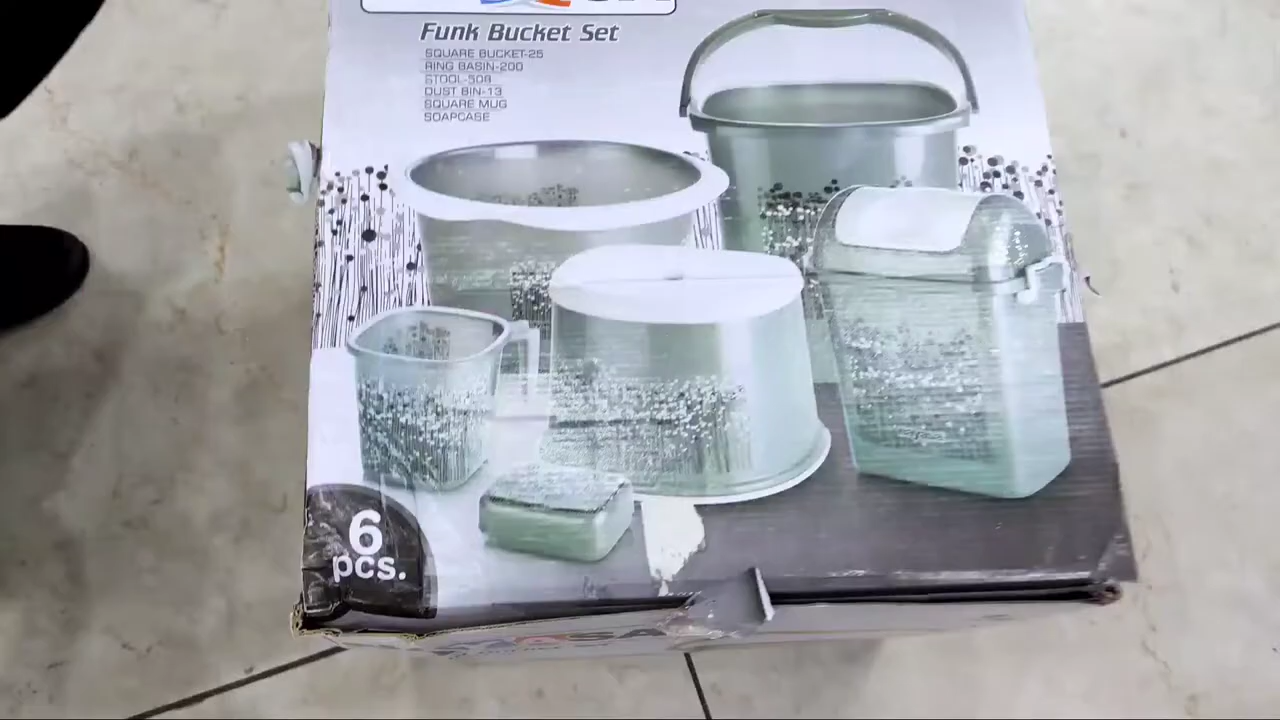 Funk Bucket Set
SQUARE BUCKET-25
RING BASIN-200
STOOL-508
DUST BIN-13
SQUARE MUG
SOAPCASE
6
pcs.